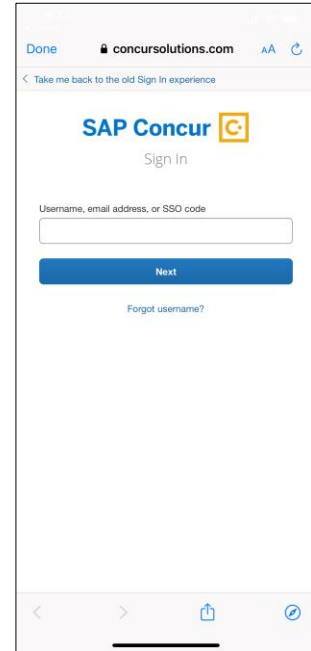 Done concursolutions.com AA
< Take me back to the old Sign In experience
SAP Concur C
Sign In
Username, email address, or SSO code
Next
Forgot username?